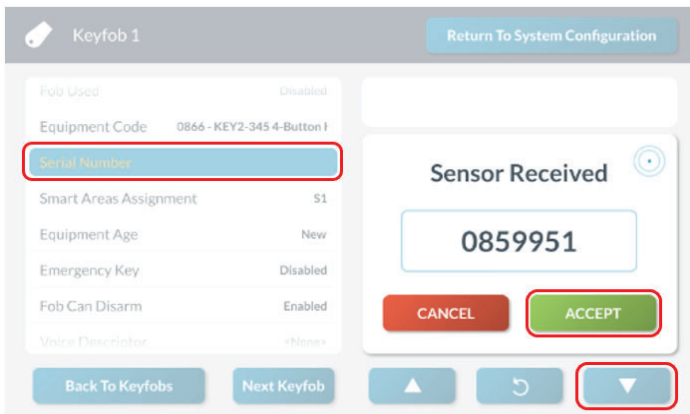 Keyfob 1
Return To System Configuration
Fob Used Disabled
Equipment Code 0866 - KEY2-345 4-Button
Serial Number
Smart Areas Assignment S1
Equipment Age New
Emergency Key Disabled
Fob Can Disarm Enabled
Voice Descriptor <None>
Sensor Received
0859951
CANCEL
ACCEPT
Back To Keyfobs
Next Keyfob